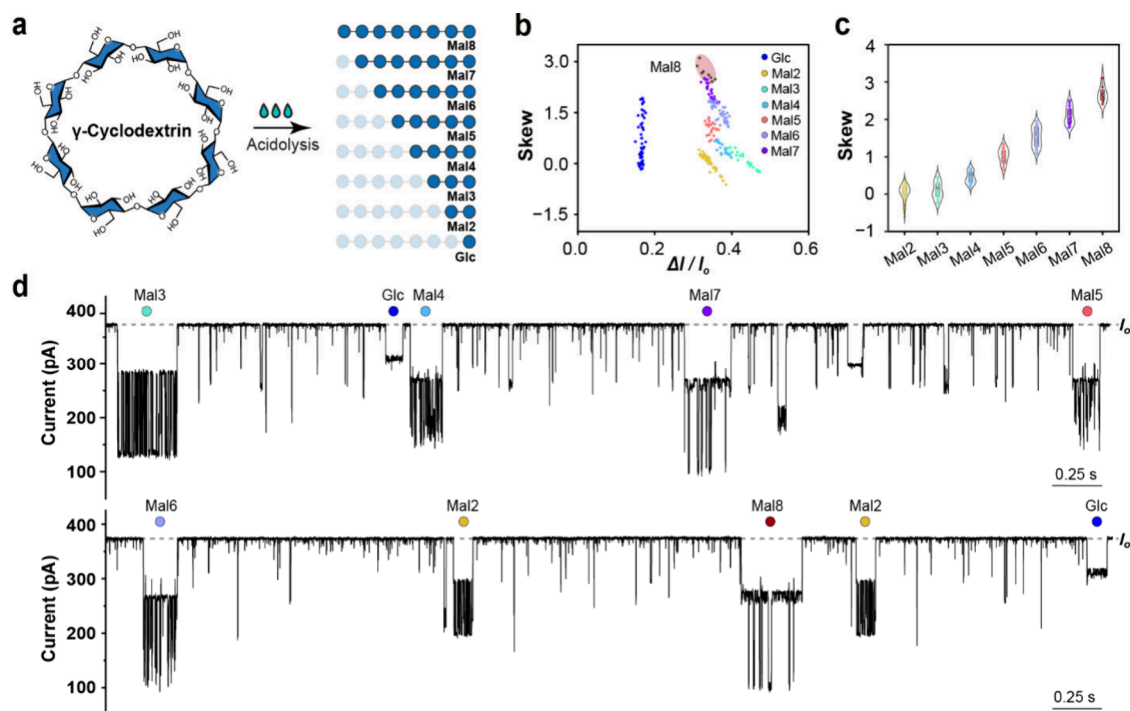 a
OH
HO
γ-Cyclodextrin
Acidolysis
Mal8
Mal7
Mal6
Mal5
Mal4
Mal3
Mal2
Glc
b
Skew
3.0
1.5
0.0
−1.5
Mal8
Glc
Mal2
Mal3
Mal4
Mal5
Mal6
Mal7
0.0 0.2 0.4 0.6
ΔI / Io
c
Skew
4
3
2
1
0
−1
Mal2 Mal3 Mal4 Mal5 Mal6 Mal7 Mal8
d
Mal3 Glc Mal4 Mal7 Mal5
Current (pA)
400
300
200
100
Io
0.25 s
Mal6 Mal2 Mal8 Mal2 Glc
Current (pA)
400
300
200
100
Io
0.25 s